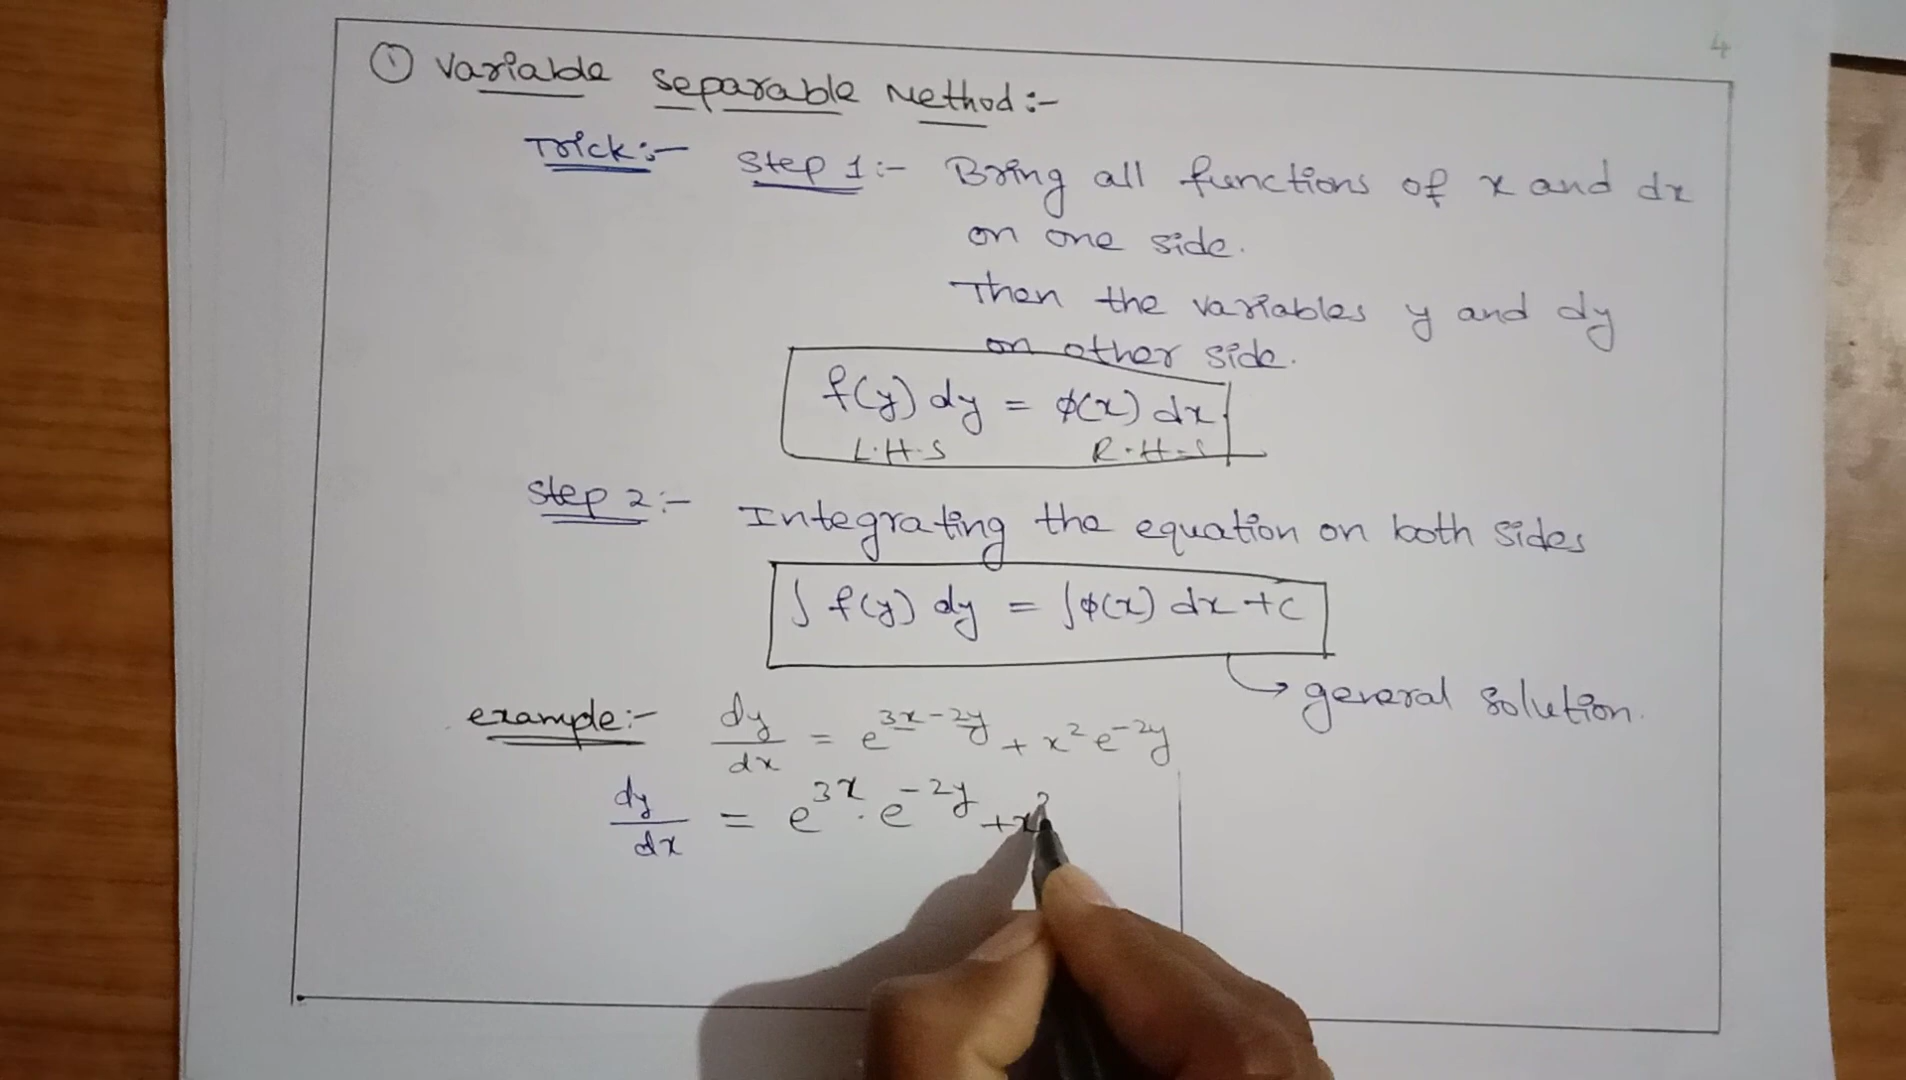 4
① Variable separable Method:-
Trick:- Step 1:- Bring all functions of x and dx
on one side.
Then the variables y and dy
on other side.
f(y) dy = ϕ(x) dx
L.H.S R.H.S
Step 2:- Integrating the equation on both sides
∫ f(y) dy = ∫ϕ(x) dx + c
→ general solution.
example:- dy/dx = e^{3x-2y} + x² e^{-2y}
dy/dx = e^{3x} . e^{-2y} + x²